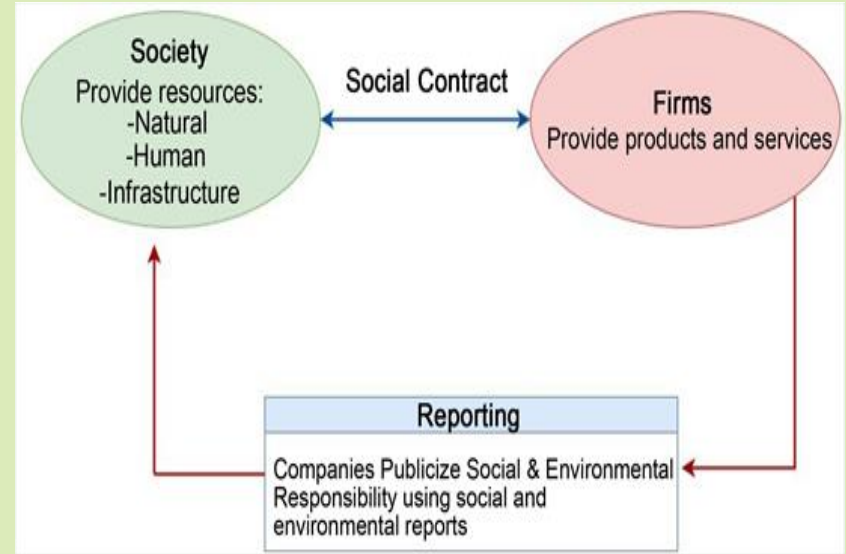 Society
Provide resources:
-Natural
-Human
-Infrastructure
Social Contract
Firms
Provide products and services
Reporting
Companies Publicize Social & Environmental
Responsibility using social and
environmental reports